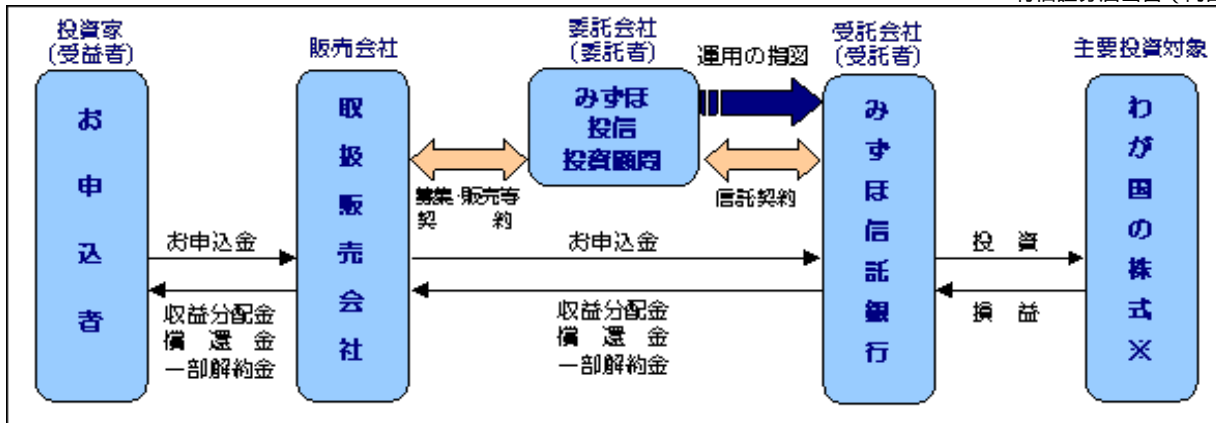 投資家
(受益者)
お申込者
販売会社
取扱販売会社
委託会社
(委託者)
みずほ
投信
投資顧問
運用の指図
受託会社
(受託者)
みずほ信託銀行
主要投資対象
わが国の株式※
募集・販売等
契　約
信託契約
お申込金
お申込金
投　資
収益分配金
償　還　金
一部解約金
収益分配金
償　還　金
一部解約金
損　益